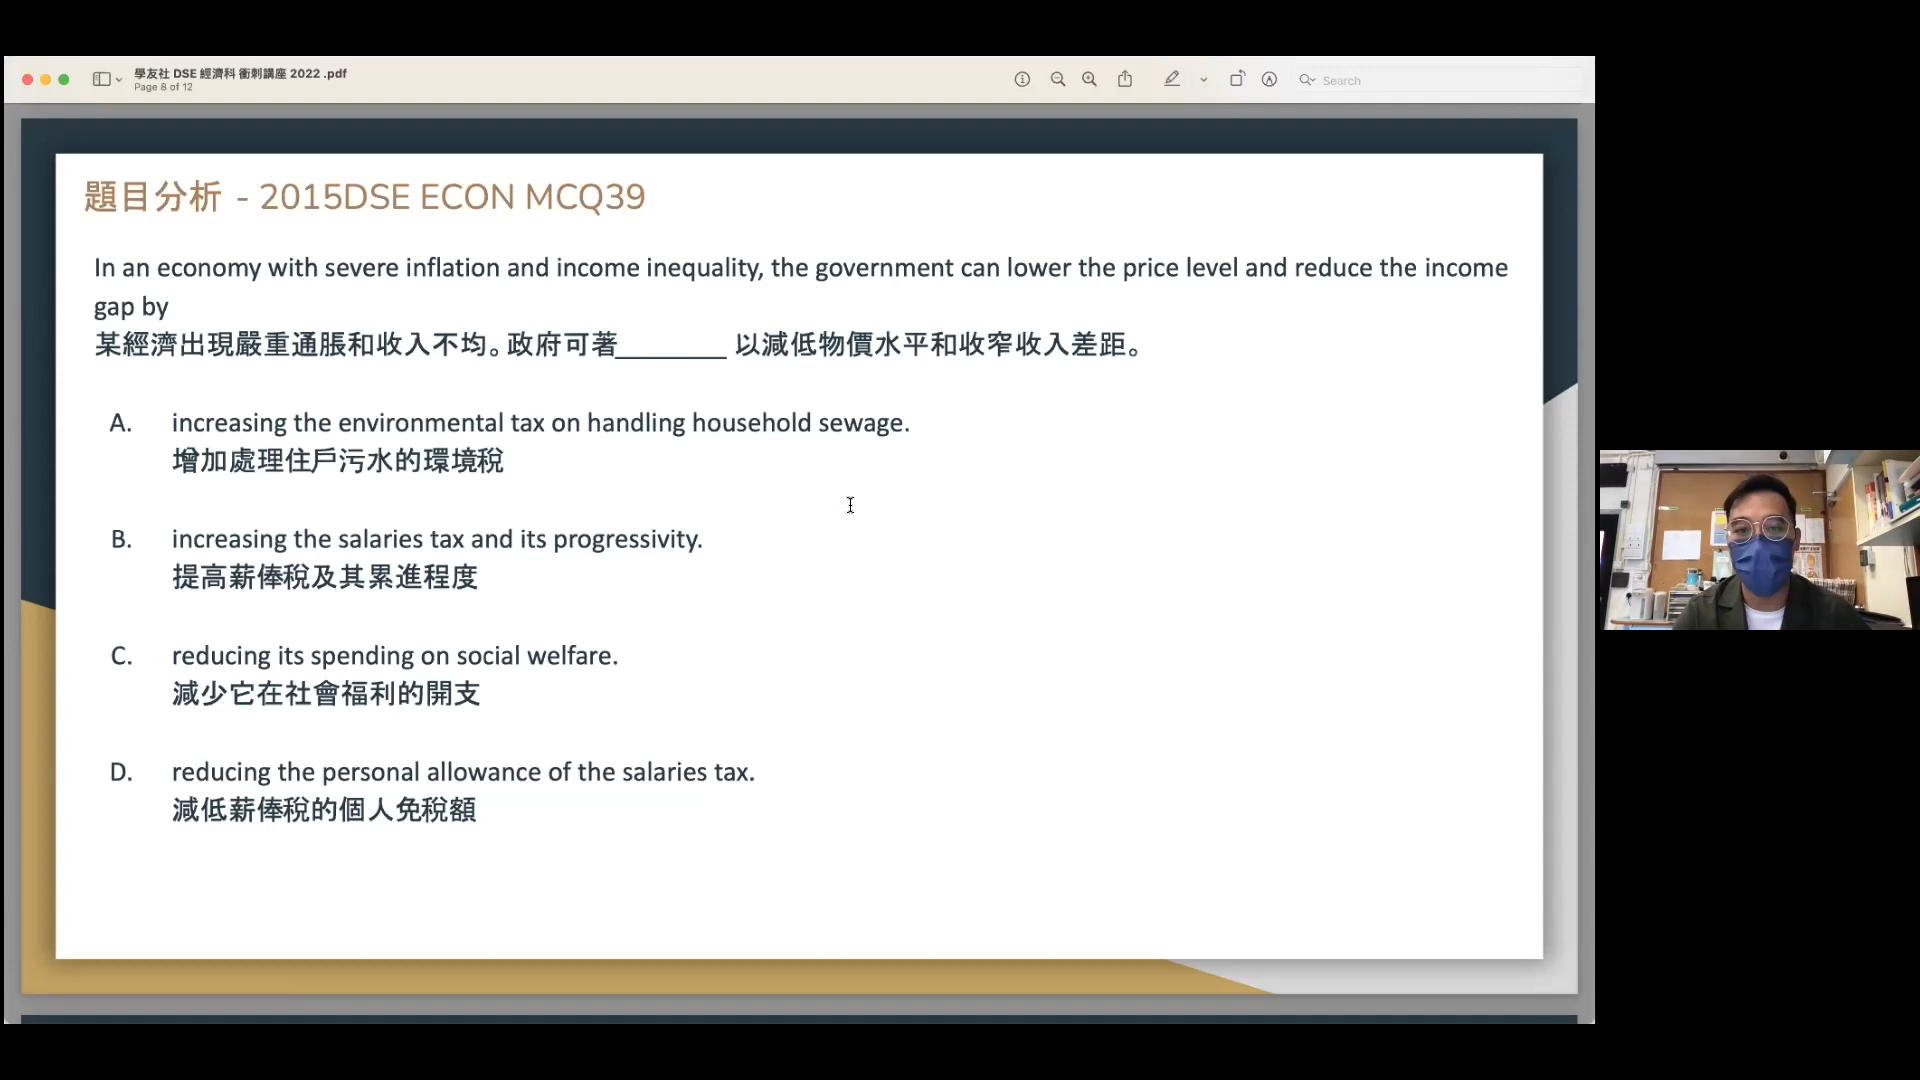 學友社 DSE 經濟科 衝刺講座 2022 .pdf
Page 8 of 12
Search
題目分析 - 2015DSE ECON MCQ39
In an economy with severe inflation and income inequality, the government can lower the price level and reduce the income
gap by
某經濟出現嚴重通脹和收入不均。政府可著________ 以減低物價水平和收窄收入差距。
A. increasing the environmental tax on handling household sewage.
增加處理住戶污水的環境稅
B. increasing the salaries tax and its progressivity.
提高薪俸稅及其累進程度
C. reducing its spending on social welfare.
減少它在社會福利的開支
D. reducing the personal allowance of the salaries tax.
減低薪俸稅的個人免稅額